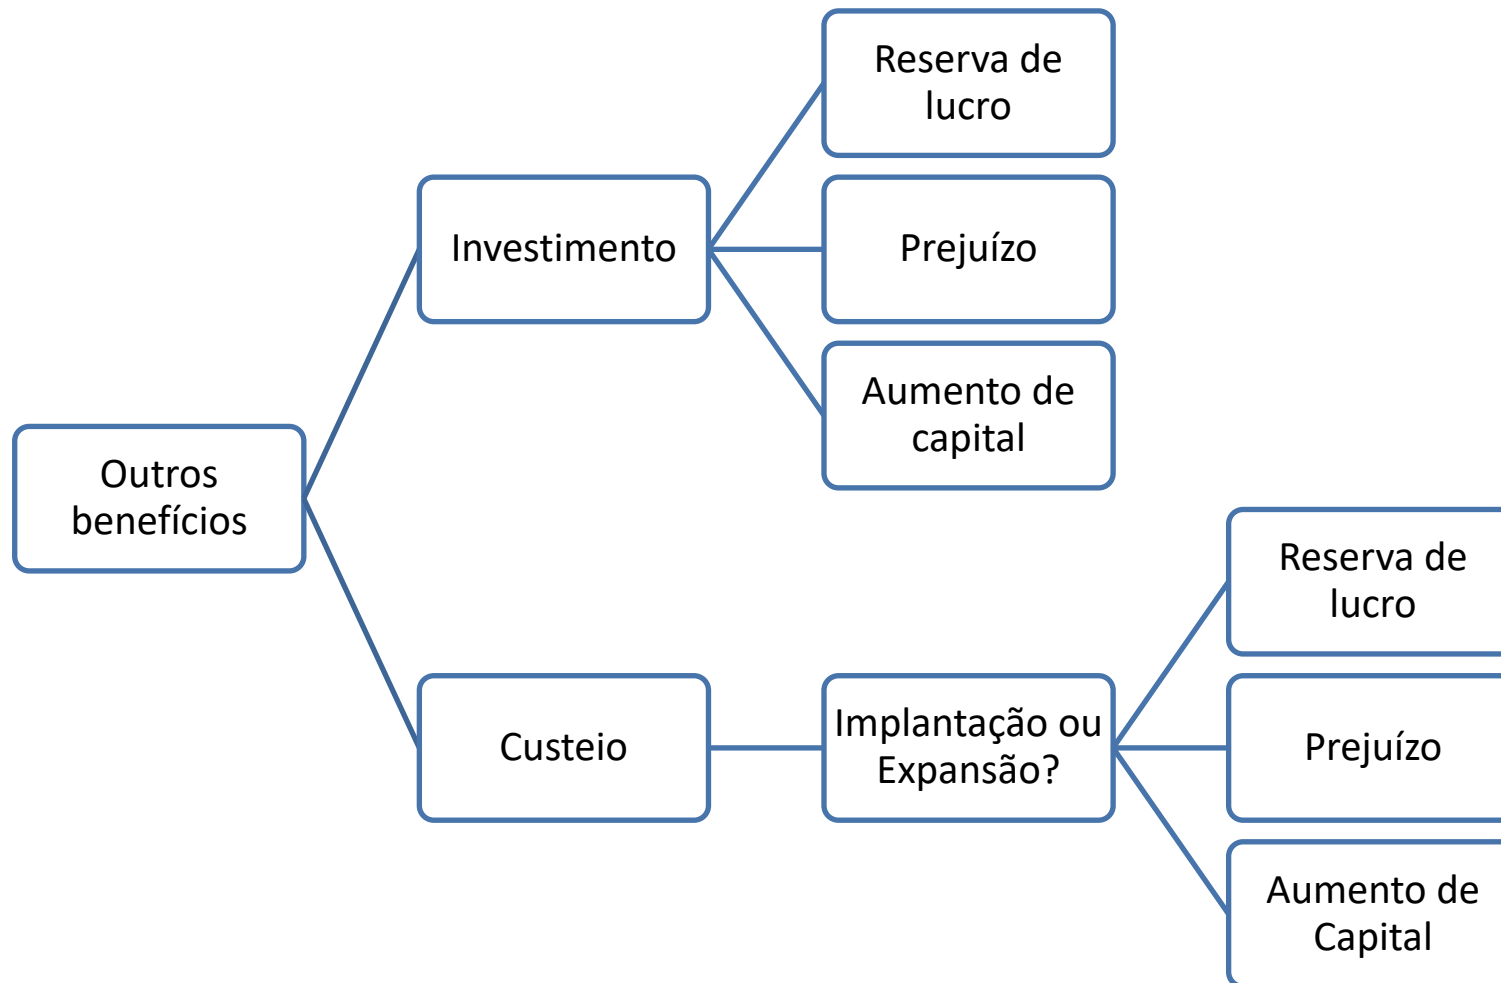 Reserva de
lucro
Investimento
Prejuízo
Aumento de
capital
Outros
benefícios
Reserva de
lucro
Custeio
Implantação ou
Expansão?
Prejuízo
Aumento de
Capital